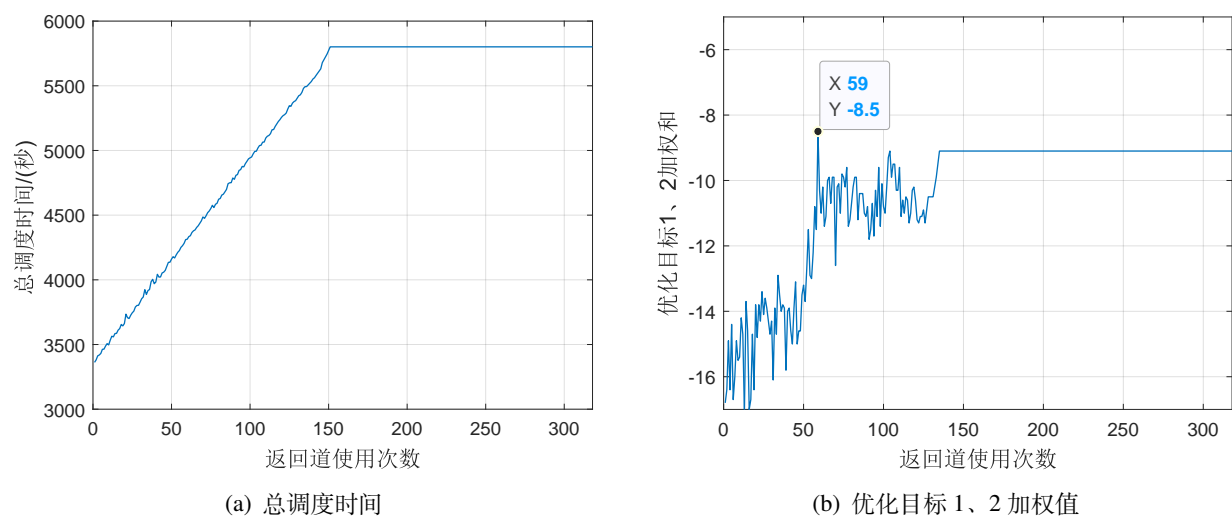 6000
5500
5000
4500
4000
3500
3000
总调度时间/(秒)
0 50 100 150 200 250 300
返回道使用次数
(a) 总调度时间
-6
-8
-10
-12
-14
-16
优化目标1、2加权和
X 59
Y -8.5
0 50 100 150 200 250 300
返回道使用次数
(b) 优化目标 1、2 加权值